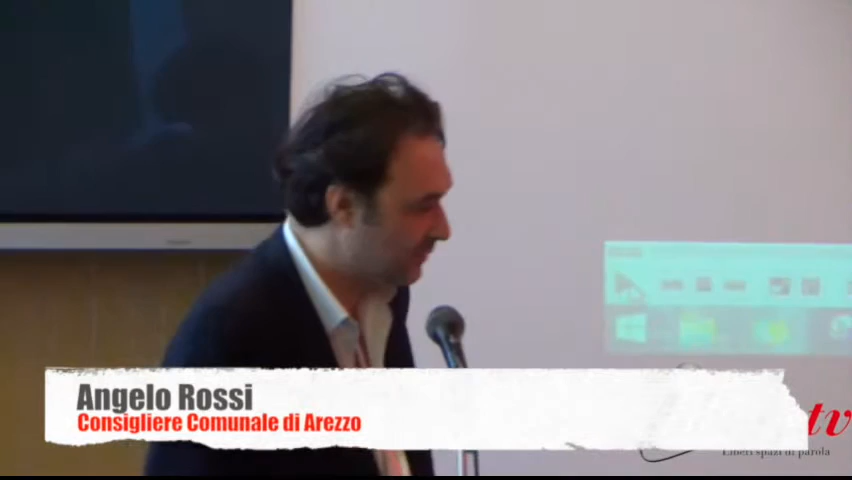 Angelo Rossi
Consigliere Comunale di Arezzo
tv
Liberi spazi di parola